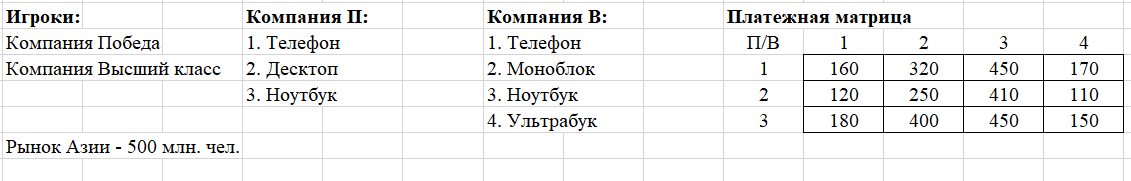 Игроки: Компания П: Компания В: Платежная матрица
Компания Победа 1. Телефон 1. Телефон П/В 1 2 3 4
Компания Высший класс 2. Десктоп 2. Моноблок 1 160 320 450 170
3. Ноутбук 3. Ноутбук 2 120 250 410 110
4. Ультрабук 3 180 400 450 150
Рынок Азии - 500 млн. чел.